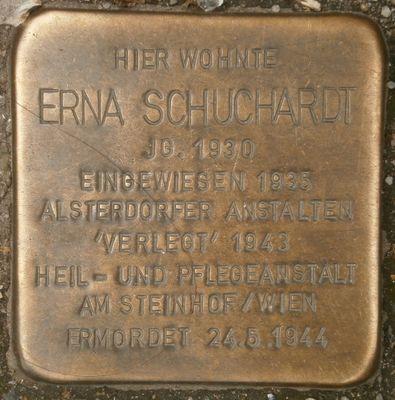 HIER WOHNTE
ERNA SCHUCHARDT
JG. 1930
EINGEWIESEN 1935
ALSTERDORFER ANSTALTEN
'VERLEGT' 1943
HEIL - UND PFLEGEANSTALT
AM STEINHOF / WIEN
ERMORDET 24.5.1944